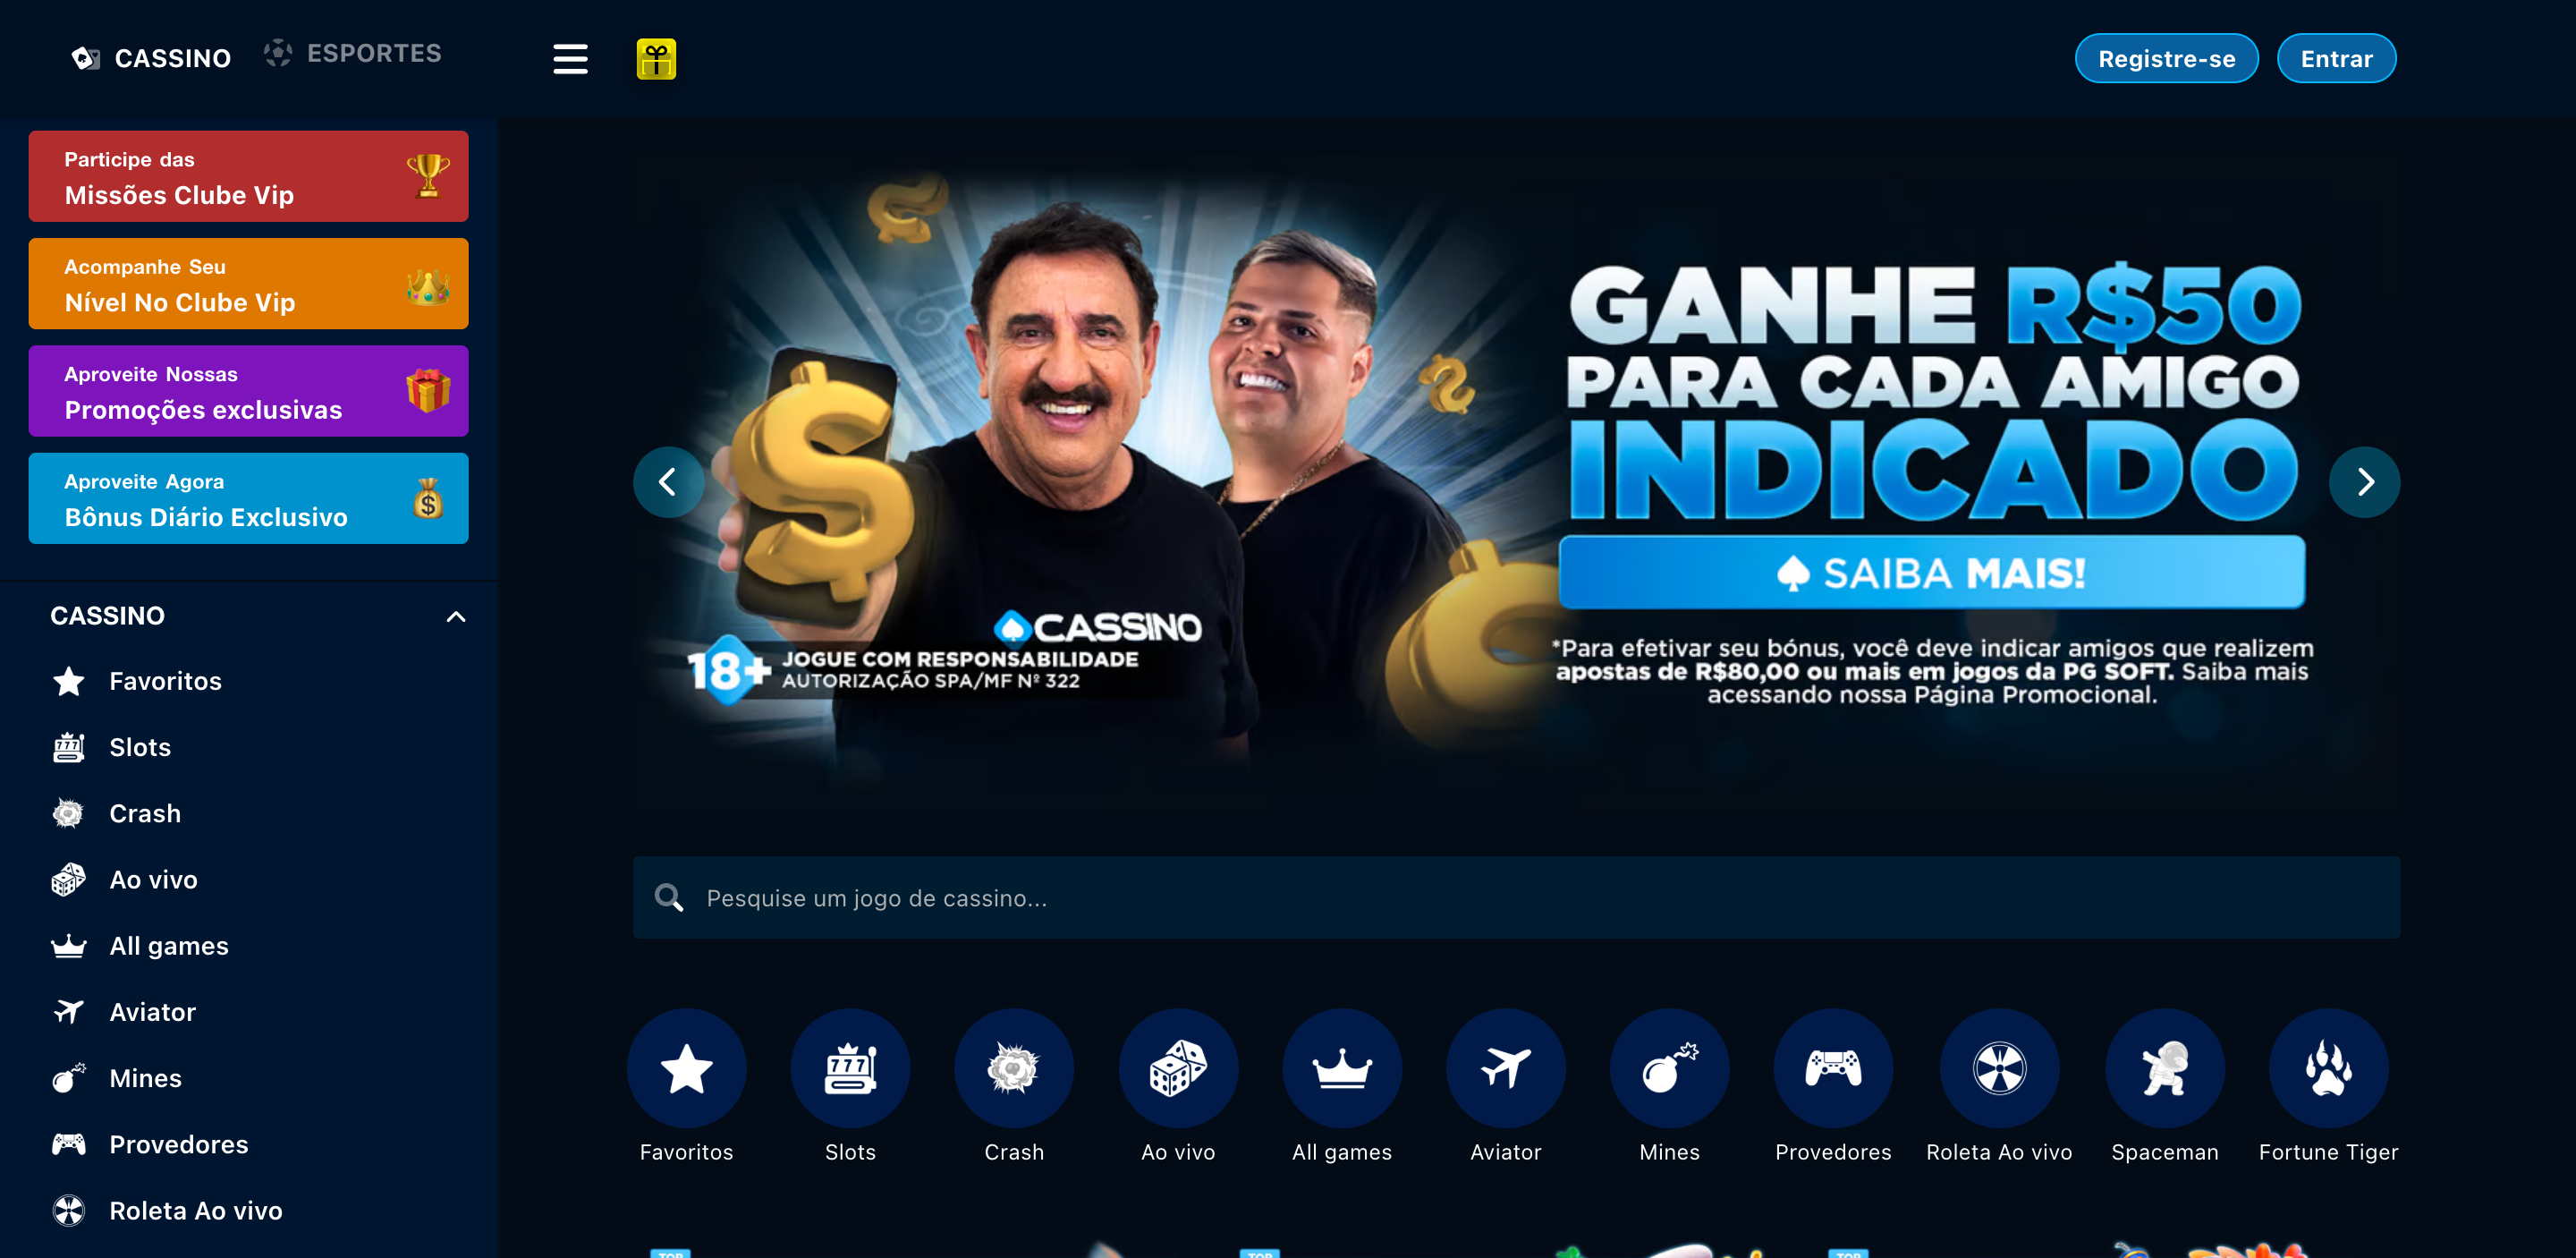 CASSINO
ESPORTES
Registre-se
Entrar
Participe das
Missões Clube Vip
Acompanhe Seu
Nível No Clube Vip
Aproveite Nossas
Promoções exclusivas
Aproveite Agora
Bônus Diário Exclusivo
CASSINO
Favoritos
Slots
Crash
Ao vivo
All games
Aviator
Mines
Provedores
Roleta Ao vivo
GANHE R$50
PARA CADA AMIGO
INDICADO
SAIBA MAIS!
*Para efetivar seu bónus, você deve indicar amigos que realizem
apostas de R$80,00 ou mais em jogos da PG SOFT. Saiba mais
acessando nossa Página Promocional.
CASSINO
18+
JOGUE COM RESPONSABILIDADE
AUTORIZAÇÃO SPA/MF Nº 322
Pesquise um jogo de cassino...
777
Favoritos
Slots
Crash
Ao vivo
All games
Aviator
Mines
Provedores
Roleta Ao vivo
Spaceman
Fortune Tiger
TOP
TOP
TOP